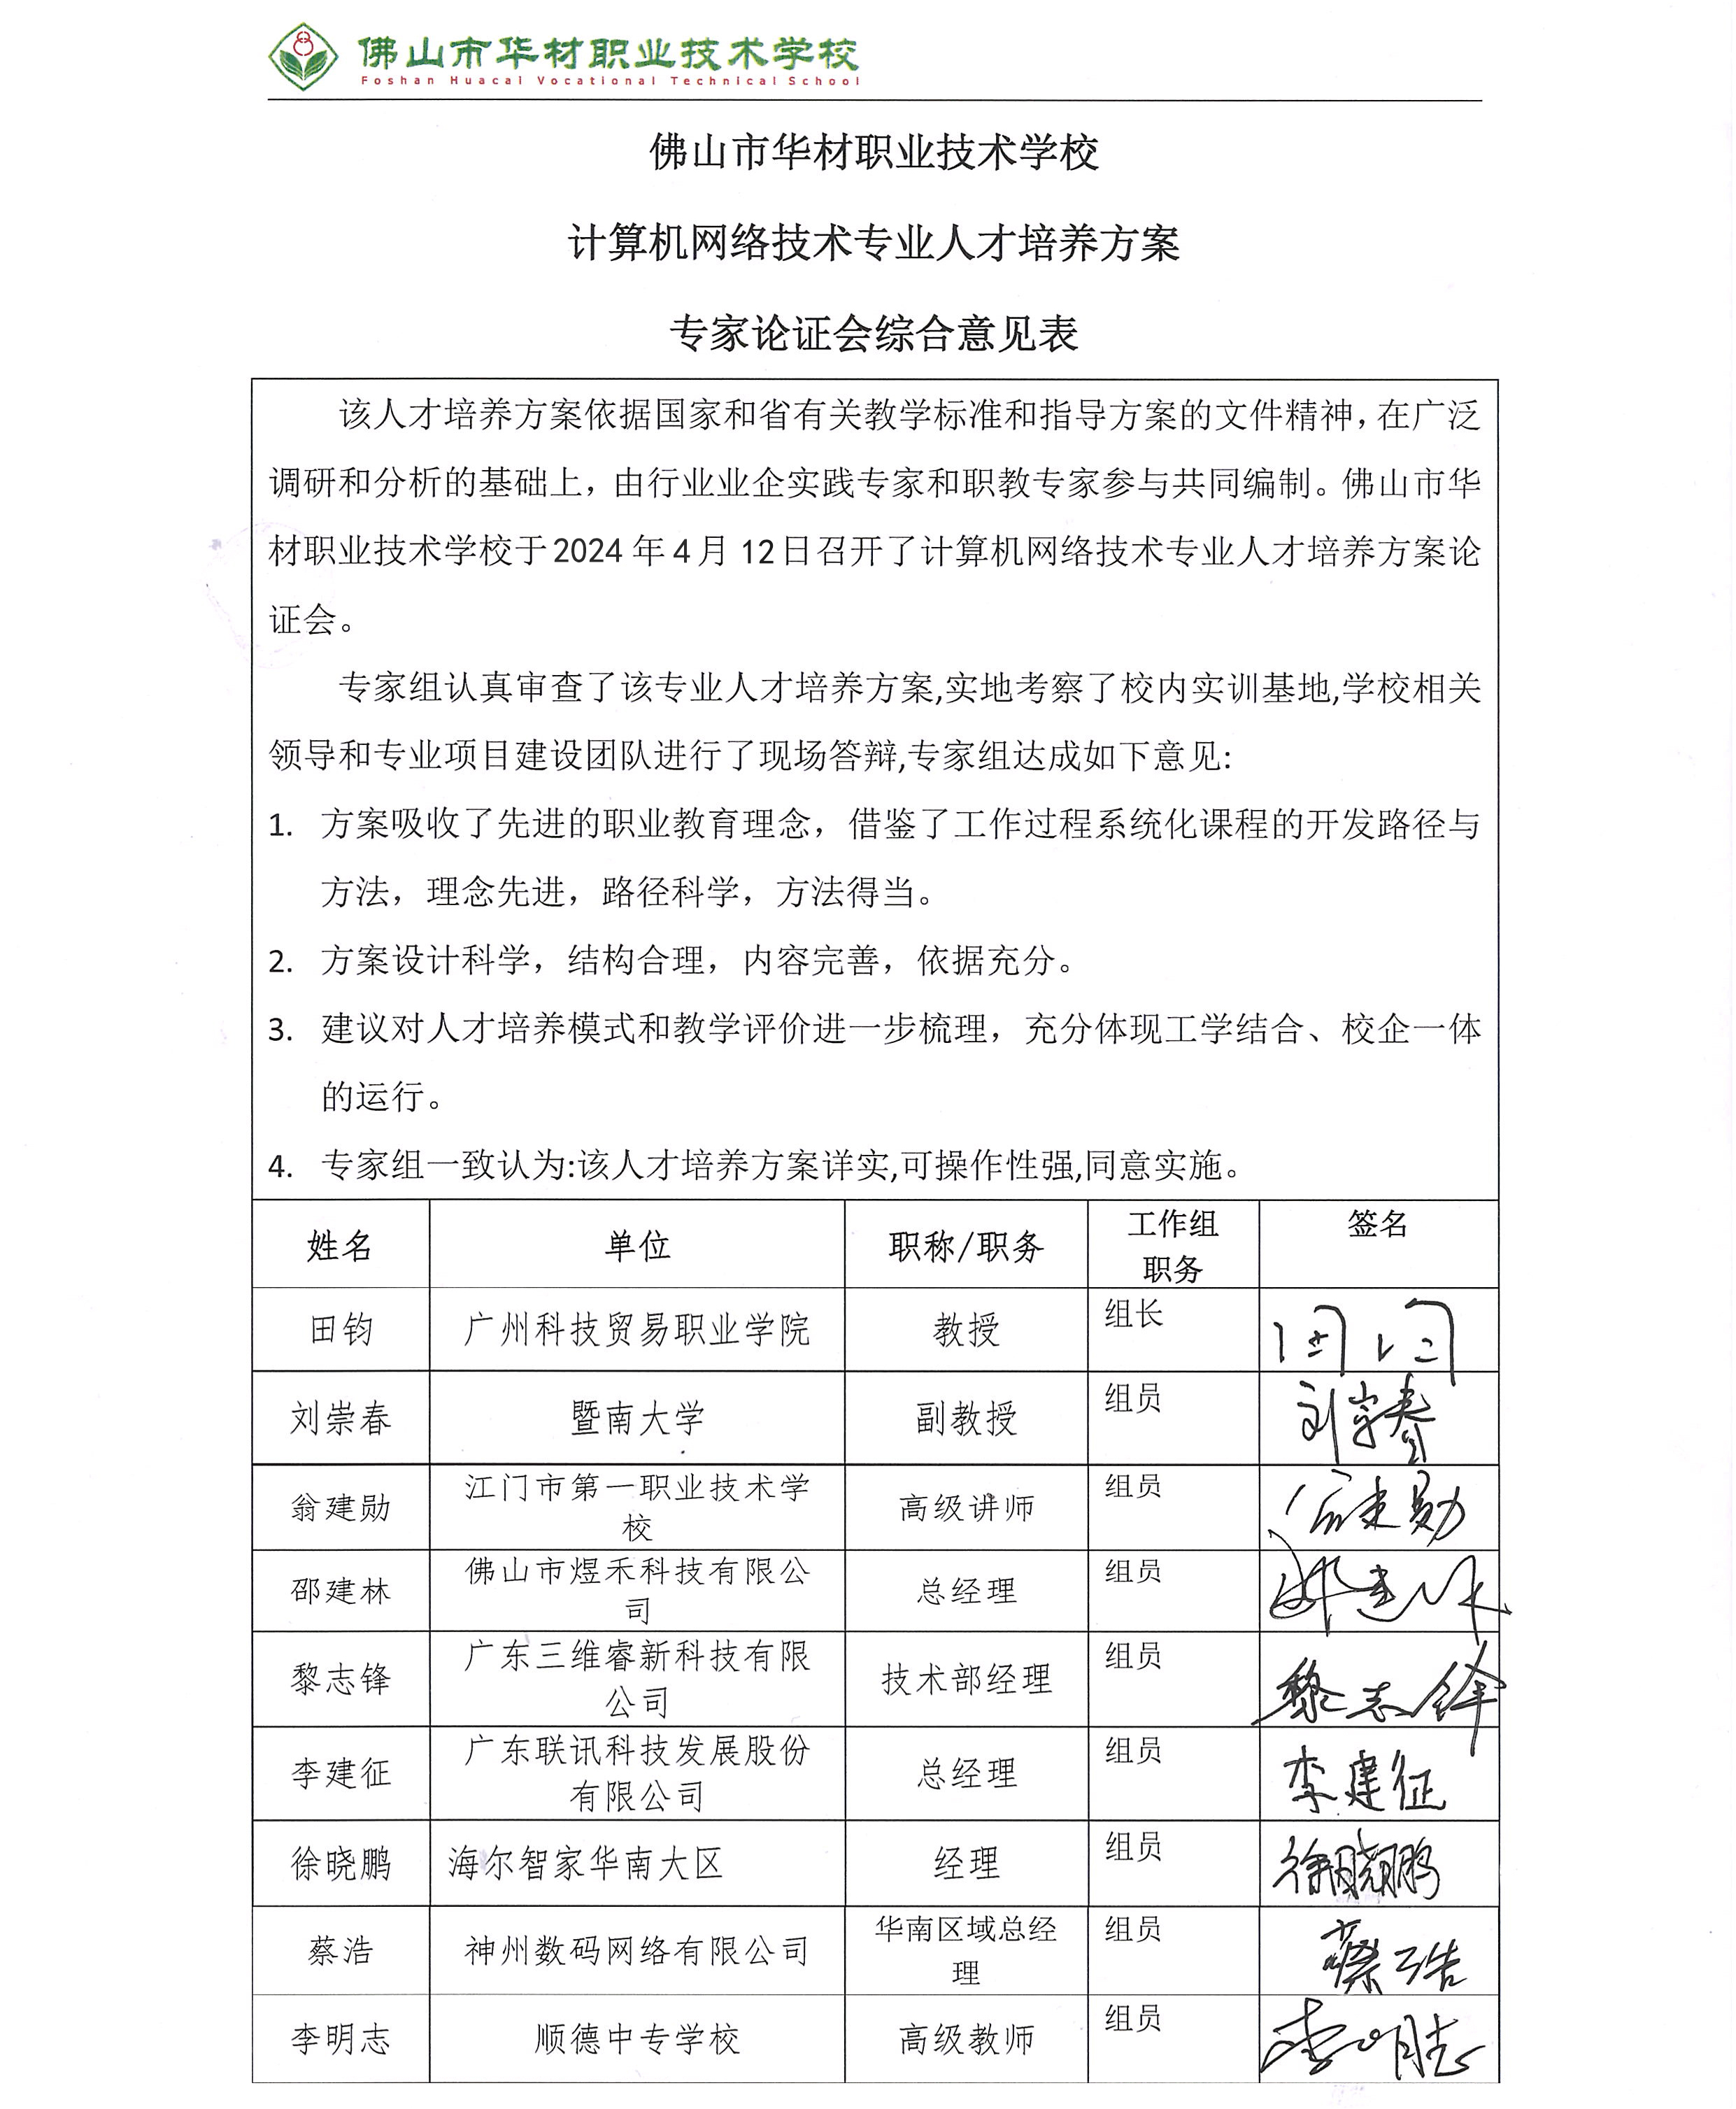 佛山市华材职业技术学校
Foshan Huacai Vocational Technical School
佛山市华材职业技术学校
计算机网络技术专业人才培养方案
专家论证会综合意见表
该人才培养方案依据国家和省有关教学标准和指导方案的文件精神，在广泛
调研和分析的基础上，由行业业企实践专家和职教专家参与共同编制。佛山市华
材职业技术学校于2024年4月12日召开了计算机网络技术专业人才培养方案论
证会。
专家组认真审查了该专业人才培养方案,实地考察了校内实训基地,学校相关
领导和专业项目建设团队进行了现场答辩,专家组达成如下意见:
1. 方案吸收了先进的职业教育理念，借鉴了工作过程系统化课程的开发路径与
方法，理念先进，路径科学，方法得当。
2. 方案设计科学，结构合理，内容完善，依据充分。
3. 建议对人才培养模式和教学评价进一步梳理，充分体现工学结合、校企一体
的运行。
4. 专家组一致认为:该人才培养方案详实,可操作性强,同意实施。
姓名 单位 职称/职务 工作组 签名
职务
田钧 广州科技贸易职业学院 教授 组长 田钧
刘崇春 暨南大学 副教授 组员 刘崇春
翁建勋 江门市第一职业技术学 高级讲师 组员 翁建勋
校
邵建林 佛山市煜禾科技有限公 总经理 组员 邵建林
司
黎志锋 广东三维睿新科技有限 技术部经理 组员 黎志锋
公司
李建征 广东联讯科技发展股份 总经理 组员 李建征
有限公司
徐晓鹏 海尔智家华南大区 经理 组员 徐晓鹏
蔡浩 神州数码网络有限公司 华南区域总经 组员 蔡浩
理
李明志 顺德中专学校 高级教师 组员 李明志